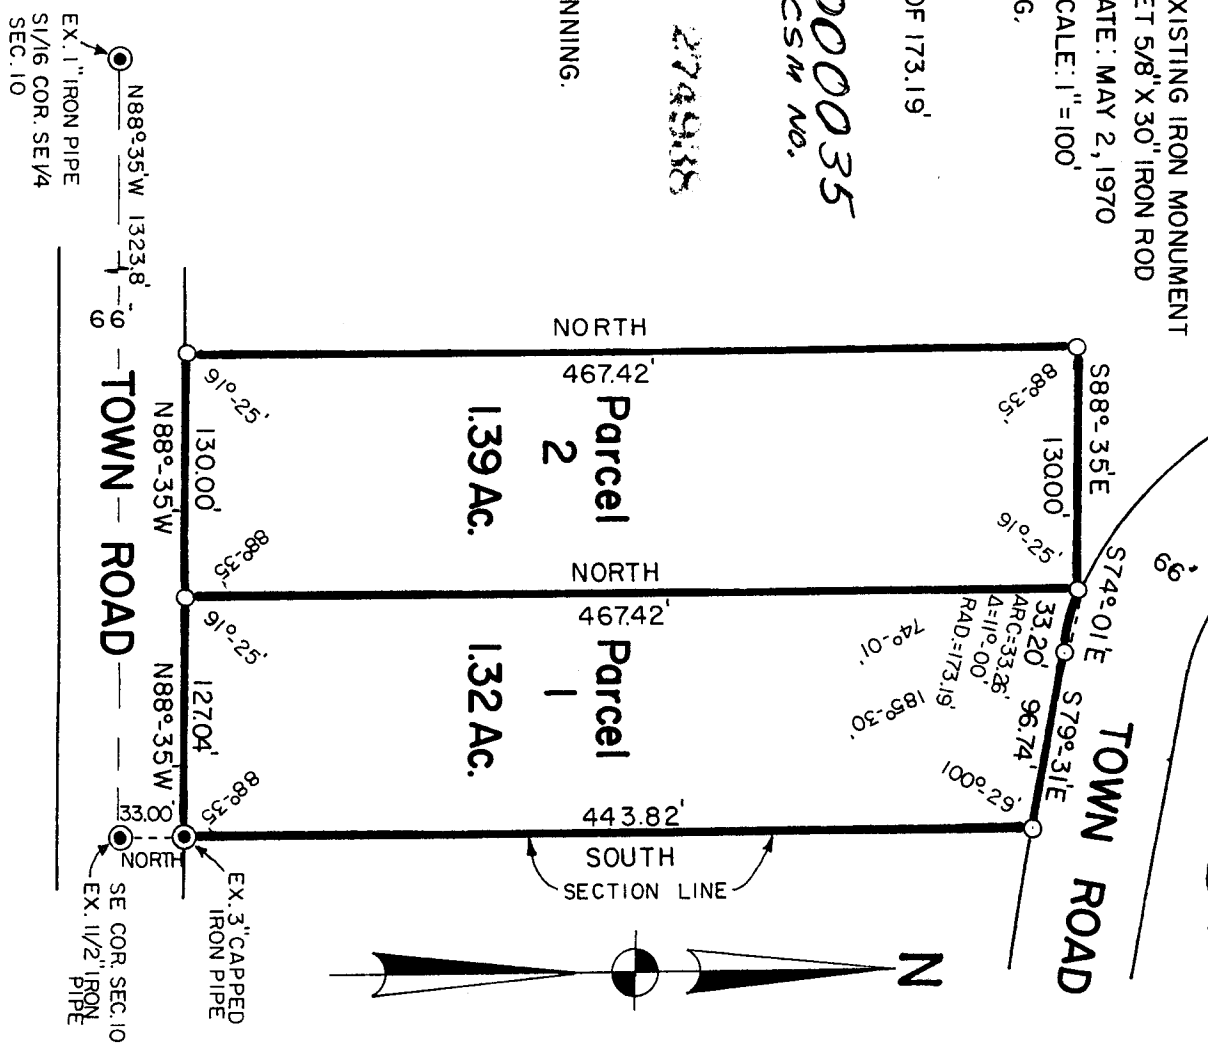 XISTING IRON MONUMENT
ET 5/8" X 30" IRON ROD
ATE: MAY 2, 1970
CALE: 1" = 100'
G.
OF 173.19'
000035
CSM NO.
274938
NNING.
EX. 1" IRON PIPE
S1/16 COR. SE1/4
SEC. 10
N88°-35'W 1323.8'
66'
TOWN ROAD
NORTH
467.42'
91°-25'
88°-35'
S88°-35'E
130.00'
Parcel
2
1.39 Ac.
130.00'
N88°-35'W
88°-35'
91°-25'
NORTH
467.42'
S74°-01'E
33.20'
ARC=33.26'
Δ=11°-00'
RAD.=173.19'
74°-01'
185°-30'
S79°-31'E
96.74'
100°-29'
66'
TOWN ROAD
Parcel
1
1.32 Ac.
91°-25'
127.04'
N88°-35'W
88°-35'
443.82'
SOUTH
SECTION LINE
33.00'
NORTH
EX. 3" CAPPED
IRON PIPE
SE COR. SEC. 10
EX. 1 1/2" IRON
PIPE
N